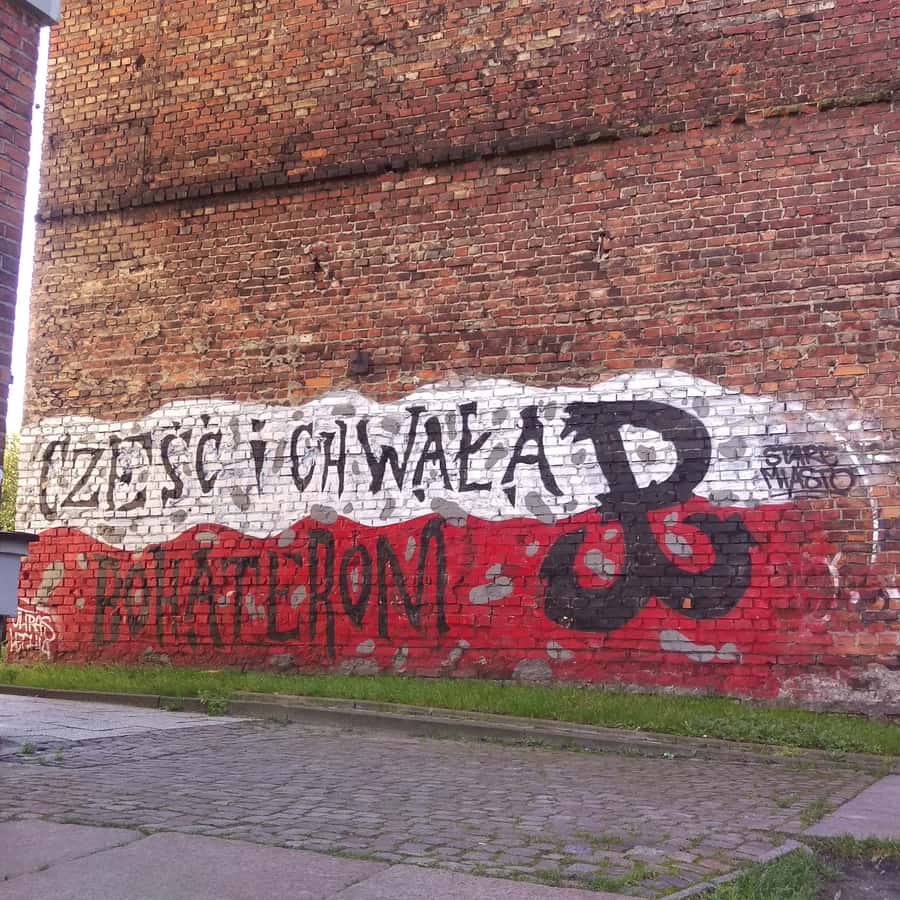 CZEŚĆ i CHWAŁA
BOHATEROM
STARE
MIASTO